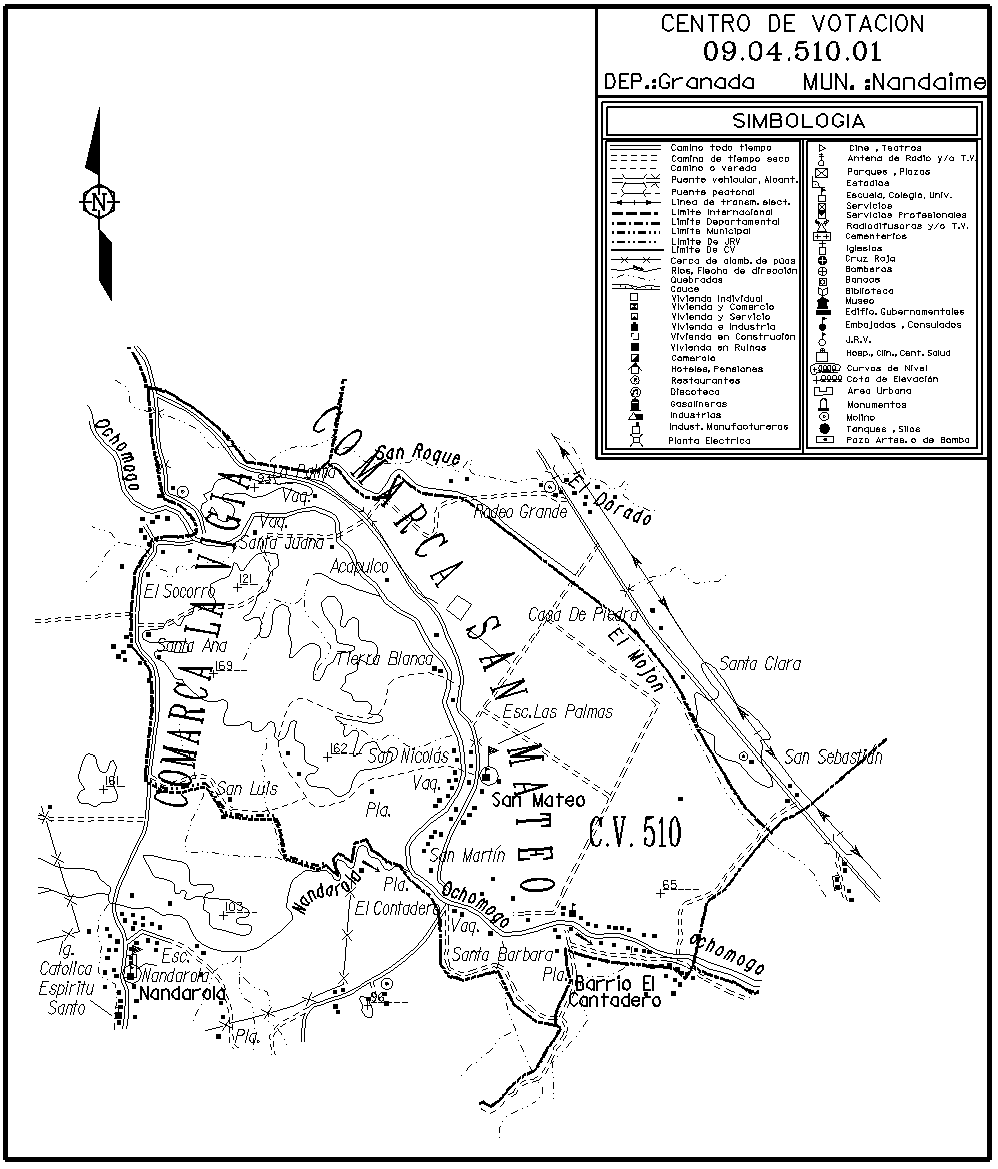 CENTRO DE VOTACION
09.04.510.01
DEP.:Granada MUN. :Nandaime
SIMBOLOGIA
Camino todo tiempo
Camino de tiempo seco
Camino o vereda
Puente vehicular, Alcant.
Puente peatonal
Linea de transm. elect.
Limite Internacional
Limite Departamental
Limite Municipal
Limite De JRV
Limite De CV
Cerca de alamb. de púas
Rios, Flecha de dirección
Quebradas
Cauce
Vivienda Individual
Vivienda y Comercio
Vivienda y Servicio
Vivienda e Industria
Vivienda en Construción
Vivienda en Ruinas
Comercio
Hoteles, Pensiones
Restaurantes
Discoteca
Gasolineras
Industrias
Indust. Manufactureras
Planta Electrica
Cine , Teatros
Antena de Radio y/o T.V.
Parques , Plazas
Estadios
Escuela, Colegio, Univ.
Servicios
Servicios Profesionales
Radiodifusoras y/o T.V.
Cementerios
Iglesias
Cruz Roja
Bomberos
Bancos
Biblioteca
Museo
Edific. Gubernamentales
Embajadas , Consulados
J.R.V.
Hosp., Clin., Cent. Salud
Curvas de Nivel
Cota de Elevación
Area Urbana
Monumentos
Molino
Tanques , Silos
Pozo Artes. o de Bomba
N
COMARCA SAN MATEO
COMARCA LA VIGIA
Ochomogo
San Roque
La Palma
93
Vaq.
El Dorado
Rodeo Grande
Vaq.
Santa Juana
Acapulco
121
El Socorro
Casa De Piedra
Santa Ana
El Mojon
Tierra Blanca
169
Santa Clara
Esc.Las Palmas
162
San Nicolás
San Sebastián
Vaq.
161
San Luis
San Mateo
Pla.
C.V. 510
San Martín
Nandarola
Pla.
Ochomogo
65
103
El Contadero
Vaq.
Ig.
Catolica
Espiritu
Santo
Esc.
Nandarola
Nandarola
Santa Barbara
Ochomogo
Pla.
Barrio El
Cantadero
96
Pla.